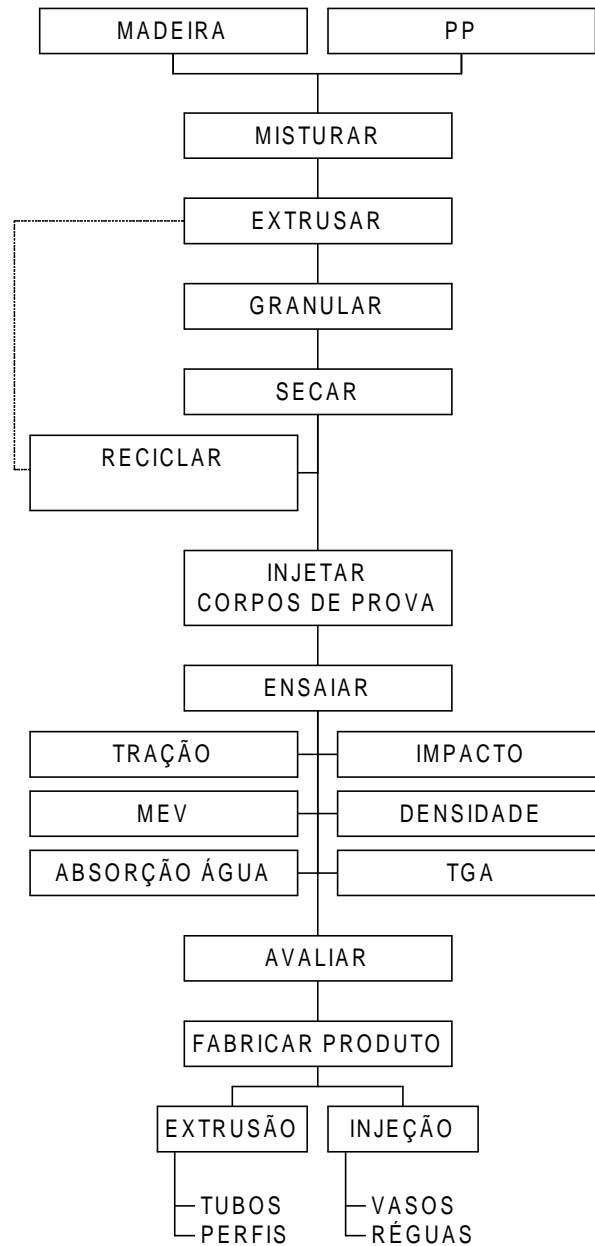 MADEIRA
PP
MISTURAR
EXTRUSAR
GRANULAR
SECAR
RECICLAR
INJETAR
CORPOS DE PROVA
ENSAIAR
TRAÇÃO
IMPACTO
MEV
DENSIDADE
ABSORÇÃO ÁGUA
TGA
AVALIAR
FABRICAR PRODUTO
EXTRUSÃO
INJEÇÃO
TUBOS
PERFIS
VASOS
RÉGUAS